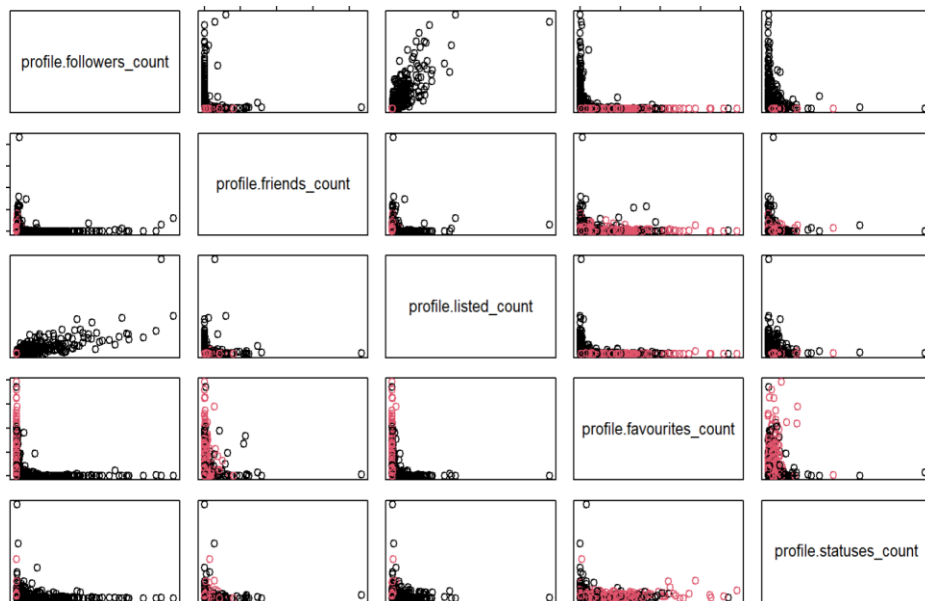 profile.followers_count
profile.friends_count
profile.listed_count
profile.favourites_count
profile.statuses_count